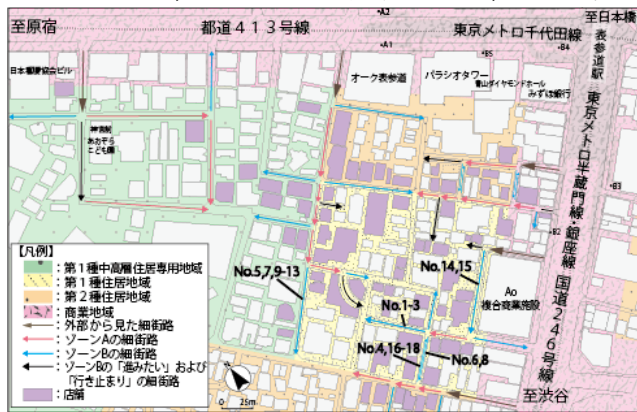 至原宿
都道413号線
A2
至日本橋
東京メトロ千代田線
表参道駅
A1
B5
B4
日本看護協会ビル
オーク表参道
パラシオタワー
青山ダイヤモンドホール
みずほ銀行
神宮前
あおぞら
こども園
東京メトロ半蔵門線・銀座線
B3
B2
国道246号線
【凡例】
：第1種中高層住居専用地域
：第1種住居地域
：第2種住居地域
：商業地域
：外部から見た細街路
：ゾーンAの細街路
：ゾーンBの細街路
：ゾーンBの「進みたい」および
「行き止まり」の細街路
：店舗
No.5,7,9-13
No.14,15
No.1-3
No.4,16-18
No.6,8
Ao
複合商業施設
0 25m
至渋谷